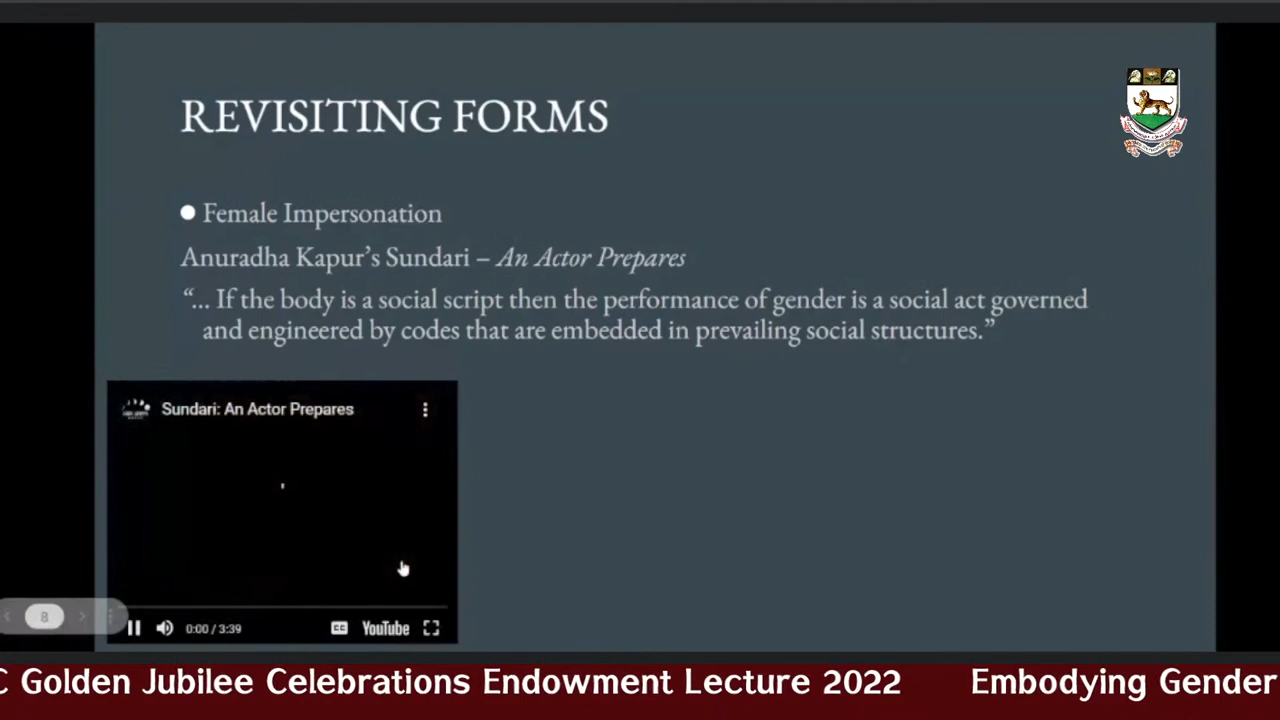 REVISITING FORMS
Female Impersonation
Anuradha Kapur’s Sundari – An Actor Prepares
“... If the body is a social script then the performance of gender is a social act governed
and engineered by codes that are embedded in prevailing social structures.”
Sundari: An Actor Prepares
8
0:00 / 3:39
CC
YouTube
C Golden Jubilee Celebrations Endowment Lecture 2022 Embodying Gender